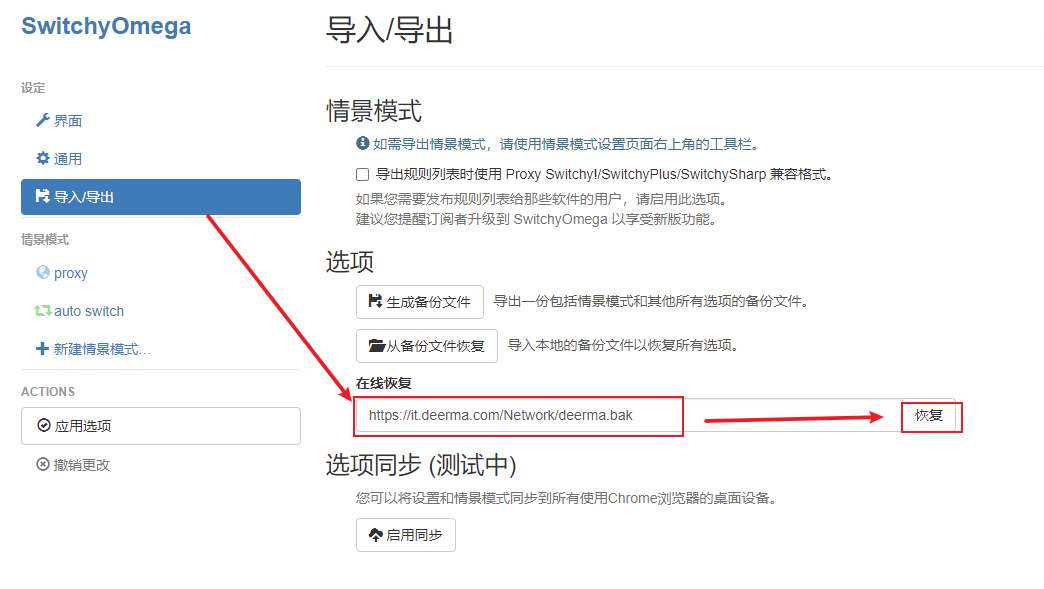 SwitchyOmega
设定
界面
通用
导入/导出
情景模式
proxy
auto switch
新建情景模式…
ACTIONS
应用选项
撤销更改
导入/导出
情景模式
如需导出情景模式，请使用情景模式设置页面右上角的工具栏。
导出规则列表时使用 Proxy Switchy!/SwitchyPlus/SwitchySharp 兼容格式。
如果您需要发布规则列表给那些软件的用户，请启用此选项。
建议您提醒订阅者升级到 SwitchyOmega 以享受新版功能。
选项
生成备份文件 导出一份包括情景模式和其他所有选项的备份文件。
从备份文件恢复 导入本地的备份文件以恢复所有选项。
在线恢复
https://it.deerma.com/Network/deerma.bak 恢复
选项同步 (测试中)
您可以将设置和情景模式同步到所有使用Chrome浏览器的桌面设备。
启用同步